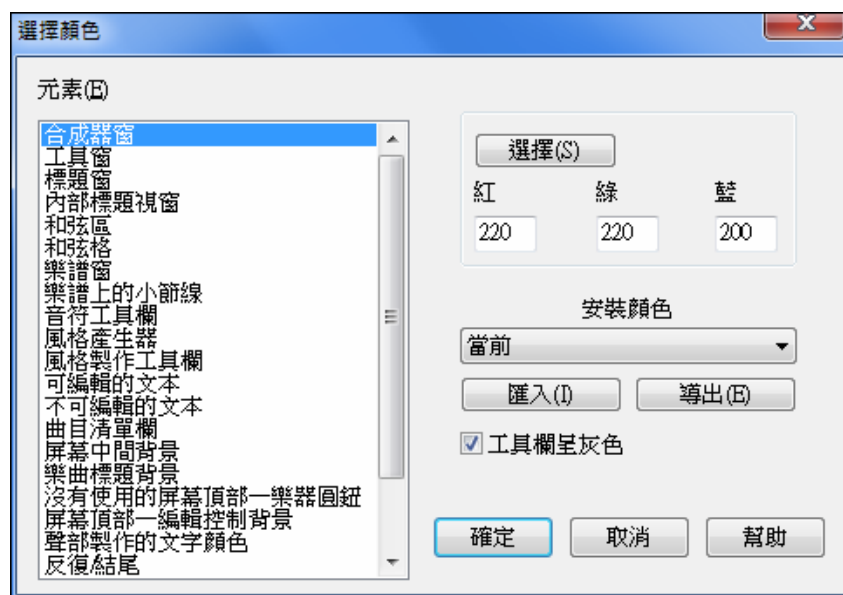 選擇顏色
元素(E)
合成器窗
工具窗
標題窗
內部標題視窗
和弦區
和弦格
樂譜窗
樂譜上的小節線
音符工具欄
風格產生器
風格製作工具欄
可編輯的文本
不可編輯的文本
曲目清單欄
屏幕中間背景
樂曲標題背景
沒有使用的屏幕頂部一樂器圓鈕
屏幕頂部一編輯控制背景
聲部製作的文字顏色
反復/結尾
選擇(S)
紅 綠 藍
220 220 200
安裝顏色
當前
匯入(I) 導出(E)
工具欄呈灰色
確定 取消 幫助